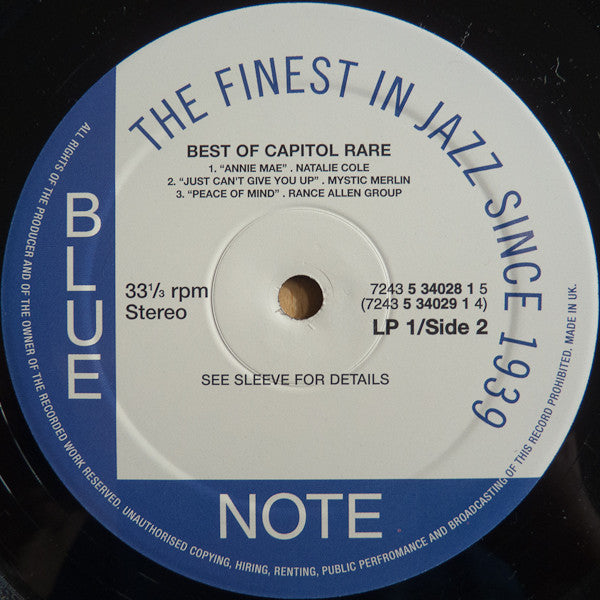 THE FINEST IN JAZZ SINCE 1939
BEST OF CAPITOL RARE
1. "ANNIE MAE" . NATALIE COLE
2. "JUST CAN'T GIVE YOU UP" . MYSTIC MERLIN
3. "PEACE OF MIND" . RANCE ALLEN GROUP
33⅓ rpm
Stereo
7243 5 34028 1 5
(7243 5 34029 1 4)
LP 1/Side 2
SEE SLEEVE FOR DETAILS
BLUE
NOTE
ALL RIGHTS OF THE PRODUCER AND OF THE OWNER OF THE RECORDED WORK RESERVED. UNAUTHORISED COPYING, HIRING, RENTING, PUBLIC PERFROMANCE AND BROADCASTING OF THIS RECORD PROHIBITED. MADE IN UK.